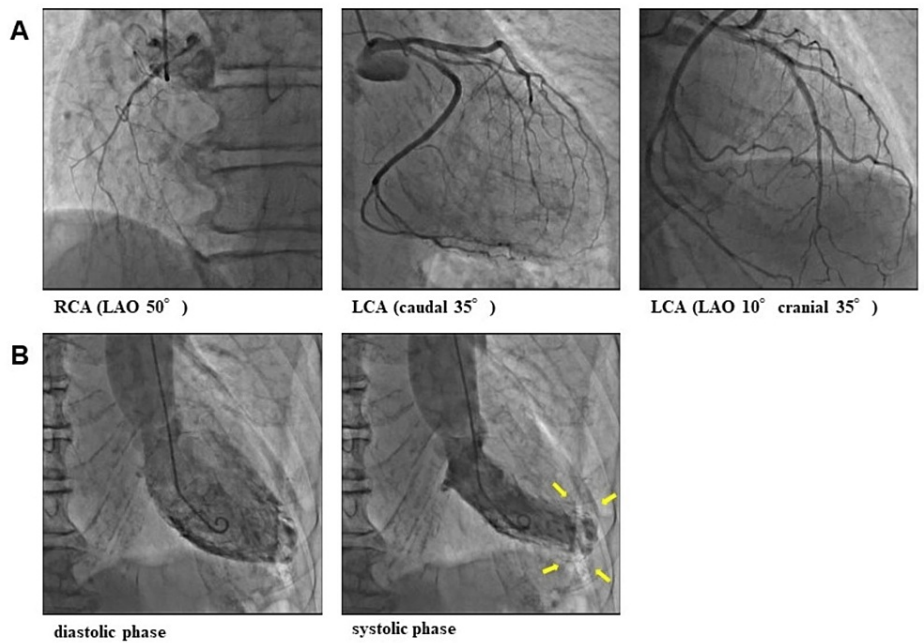 A
RCA (LAO 50° )
LCA (caudal 35° )
LCA (LAO 10° cranial 35° )
B
diastolic phase
systolic phase